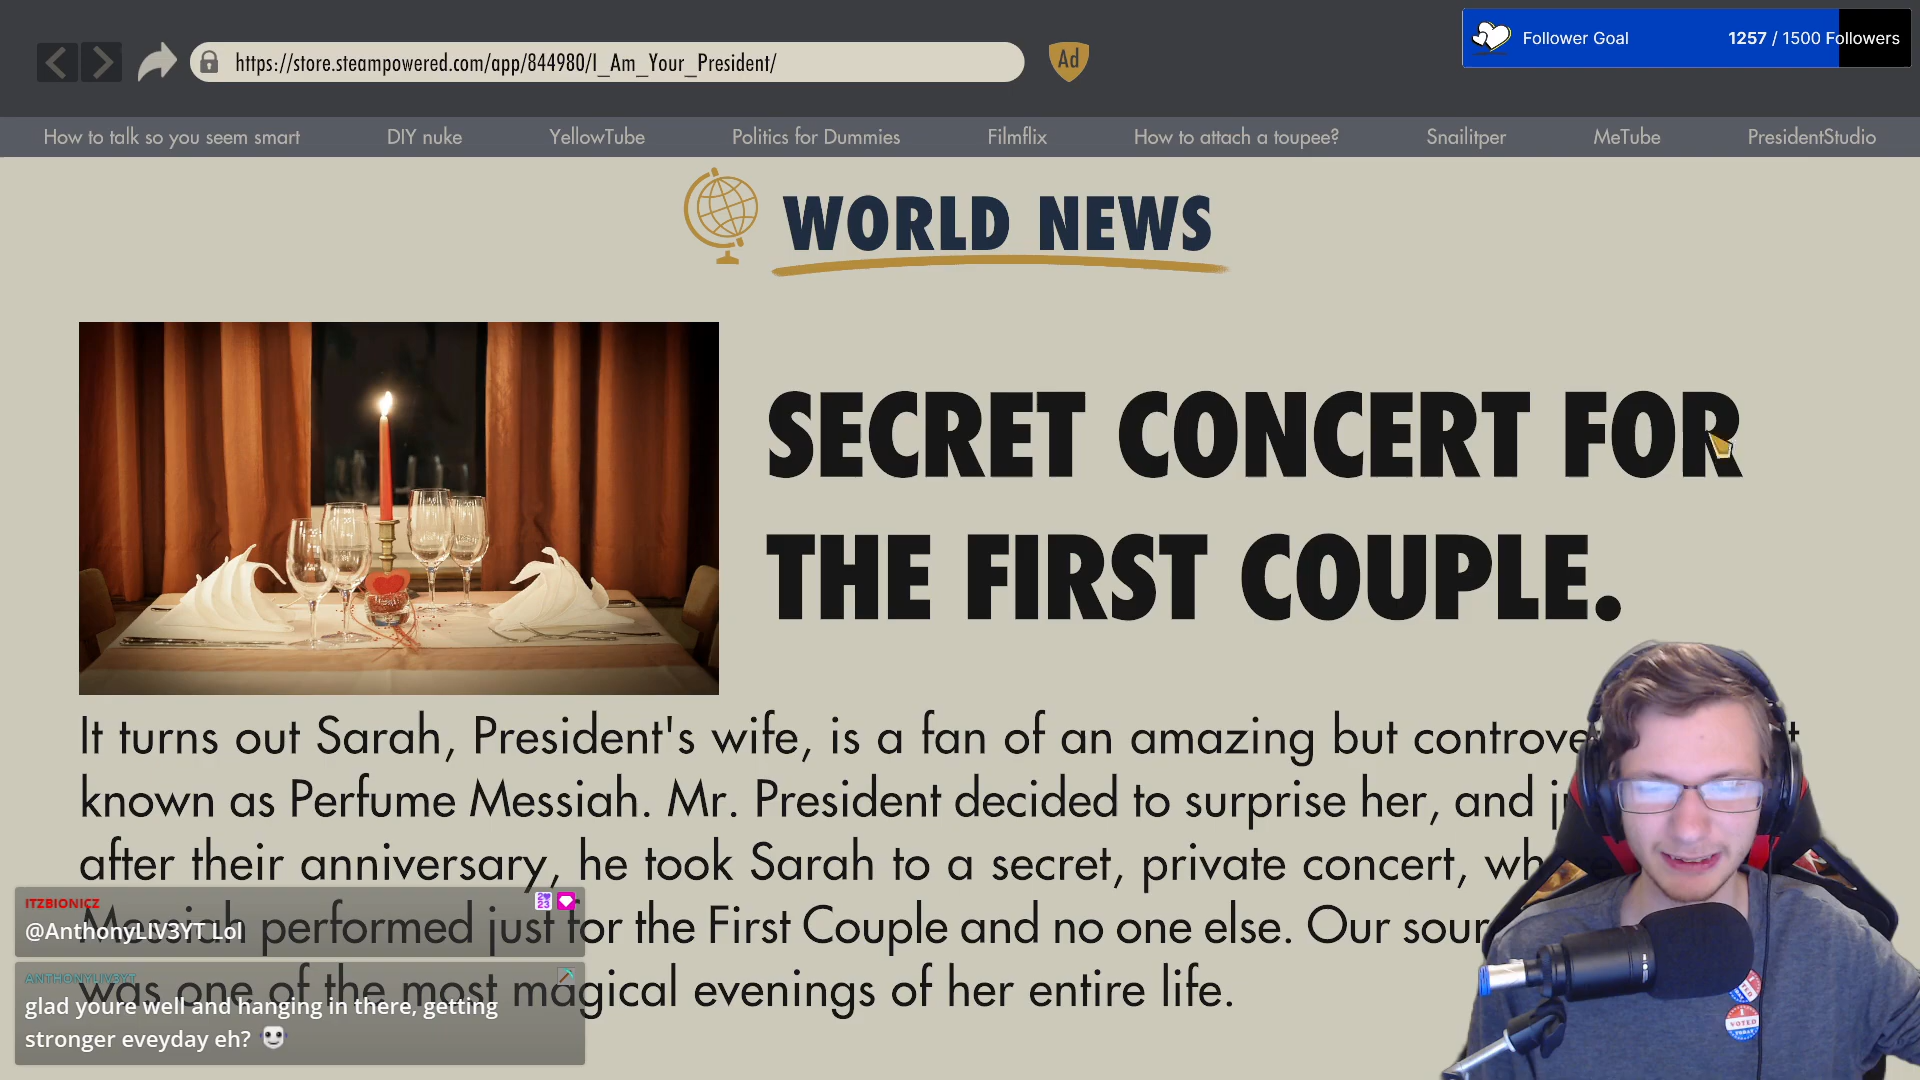 https://store.steampowered.com/app/844980/I_Am_Your_President/
Ad
Follower Goal
1257 / 1500 Followers
How to talk so you seem smart
DIY nuke
YellowTube
Politics for Dummies
Filmflix
How to attach a toupee?
Snailitper
MeTube
PresidentStudio
WORLD NEWS
SECRET CONCERT FOR
THE FIRST COUPLE.
It turns out Sarah, President's wife, is a fan of an amazing but
known as Perfume Messiah. Mr. President decided to surprise her, and
after their anniversary, he took Sarah to a secret, private concert,
Messiah performed just for the First Couple and no one else. Our
was one of the most magical evenings of her entire life.
ITZBIONICZ
@AnthonyLIV3YT Lol
ANTHONYLIV3YT
glad youre well and hanging in there, getting
stronger eveyday eh?
I VOTED